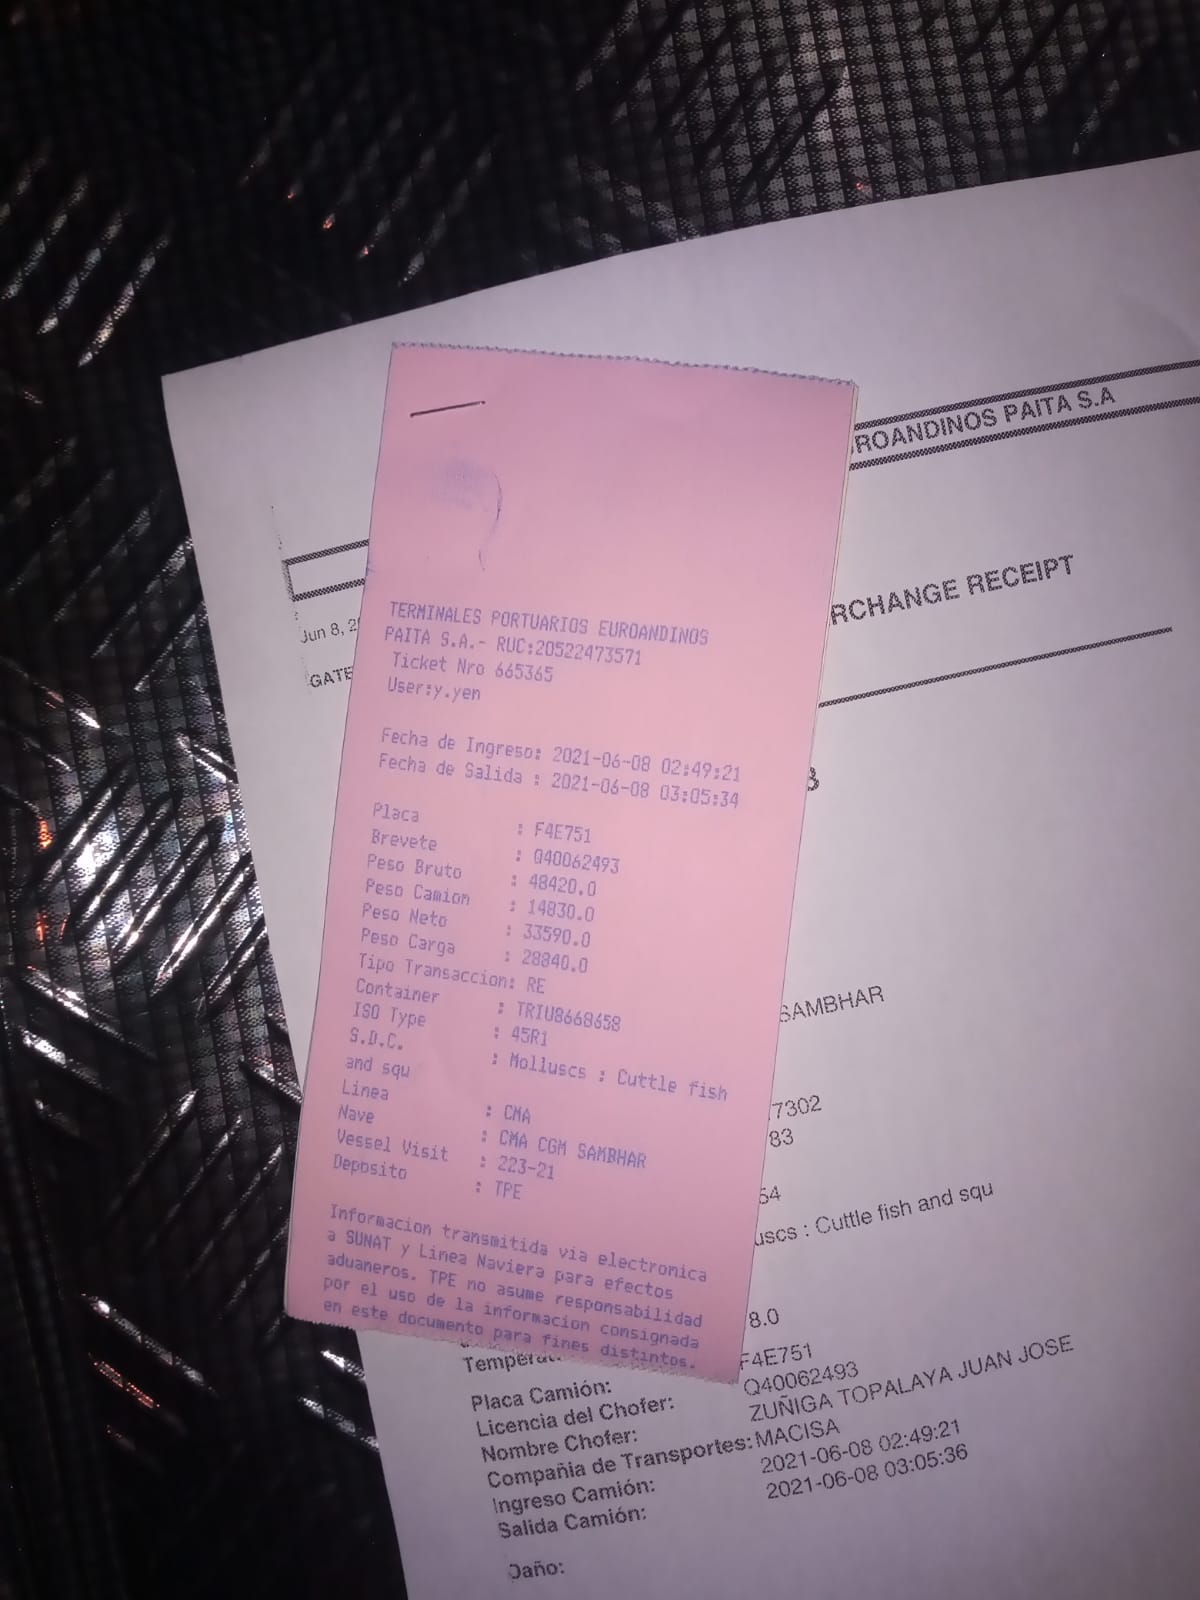 TERMINALES PORTUARIOS EUROANDINOS
PAITA S.A.- RUC:20522473571
Ticket Nro 665365
User:y.yen
Fecha de Ingreso: 2021-06-08 02:49:21
Fecha de Salida : 2021-06-08 03:05:34
Placa : F4E751
Brevete : Q40062493
Peso Bruto : 48420.0
Peso Camion : 14830.0
Peso Neto : 33590.0
Peso Carga : 28840.0
Tipo Transaccion: RE
Container : TRIU8668658
ISO Type : 45R1
S.D.C. : Molluscs : Cuttle fish
and squ
Linea : CMA
Nave : CMA CGM SAMBHAR
Vessel Visit : 223-21
Deposito : TPE
Informacion transmitida via electronica
a SUNAT y Linea Naviera para efectos
aduaneros. TPE no asume responsabilidad
por el uso de la informacion consignada
en este documento para fines distintos.
ROANDINOS PAITA S.A
RCHANGE RECEIPT
Jun 8, 2
GATE
SAMBHAR
7302
83
54
uscs : Cuttle fish and squ
8.0
Temperat
Placa Camión: F4E751
Licencia del Chofer: Q40062493
Nombre Chofer: ZUÑIGA TOPALAYA JUAN JOSE
Compañia de Transportes: MACISA
Ingreso Camión: 2021-06-08 02:49:21
Salida Camión: 2021-06-08 03:05:36
Daño: